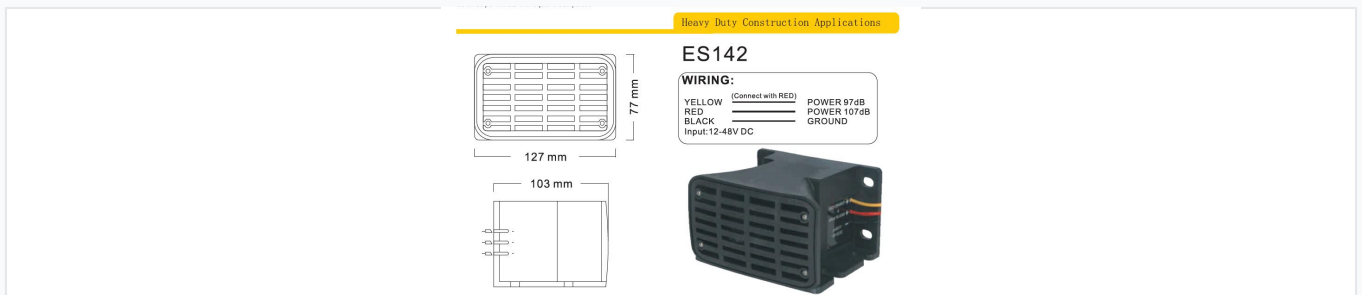 Heavy Duty Construction Applications
ES142
WIRING:
YELLOW (Connect with RED) POWER 97dB
RED POWER 107dB
BLACK GROUND
Input:12-48V DC
77 mm
127 mm
103 mm